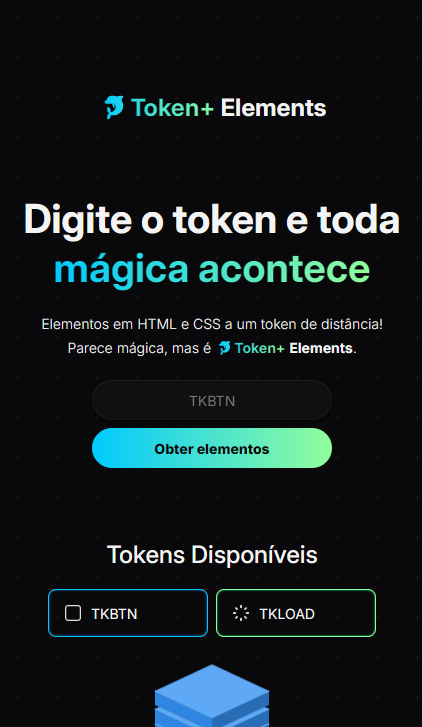 Token+ Elements
Digite o token e toda
mágica acontece
Elementos em HTML e CSS a um token de distância!
Parece mágica, mas é Token+ Elements.
TKBTN
Obter elementos
Tokens Disponíveis
TKBTN
TKLOAD